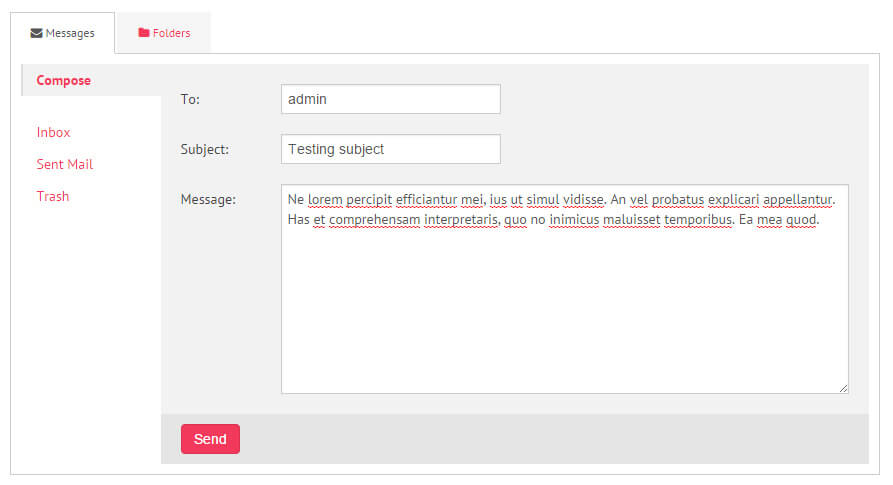 Messages
Folders
Compose
Inbox
Sent Mail
Trash
To:
admin
Subject:
Testing subject
Message:
Ne lorem percipit efficiantur mei, ius ut simul vidisse. An vel probatus explicari appellantur.
Has et comprehensam interpretaris, quo no inimicus maluisset temporibus. Ea mea quod.
Send